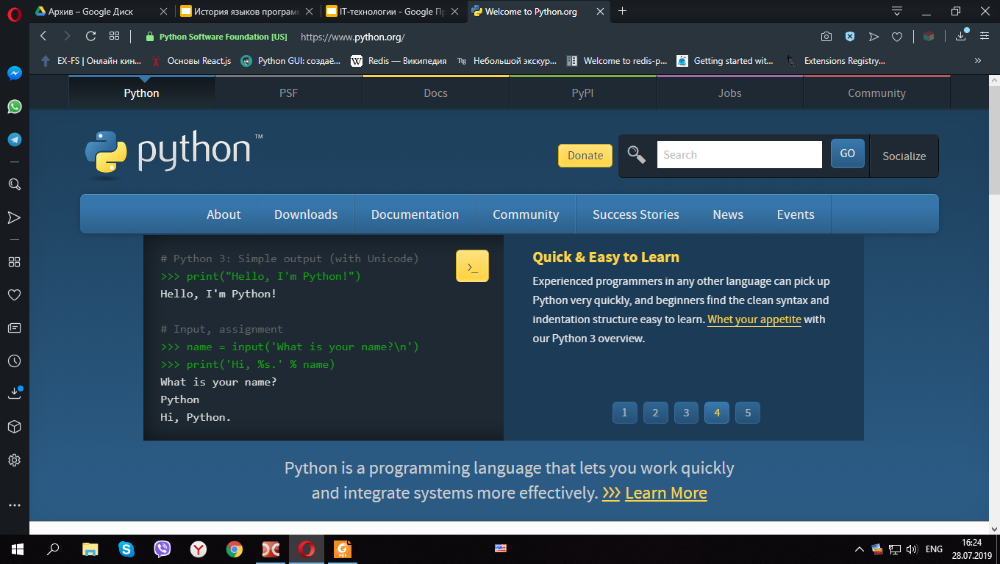 Архив – Google Диск
История языков програм
IT-технологии - Google Пр
Welcome to Python.org
Python Software Foundation [US]
https://www.python.org/
EX-FS | Онлайн кин...
Основы React.js
Python GUI: создаё...
Redis — Википедия
Небольшой экскур...
Welcome to redis-p...
Getting started wit...
Extensions Registry...
Python
PSF
Docs
PyPI
Jobs
Community
python™
Donate
Search
GO
Socialize
About
Downloads
Documentation
Community
Success Stories
News
Events
# Python 3: Simple output (with Unicode)
>>> print("Hello, I'm Python!")
Hello, I'm Python!
# Input, assignment
>>> name = input('What is your name?\n')
>>> print('Hi, %s.' % name)
What is your name?
Python
Hi, Python.
>_
Quick & Easy to Learn
Experienced programmers in any other language can pick up
Python very quickly, and beginners find the clean syntax and
indentation structure easy to learn. Whet your appetite with
our Python 3 overview.
1 2 3 4 5
Python is a programming language that lets you work quickly
and integrate systems more effectively. >>> Learn More
ENG
16:24
28.07.2019